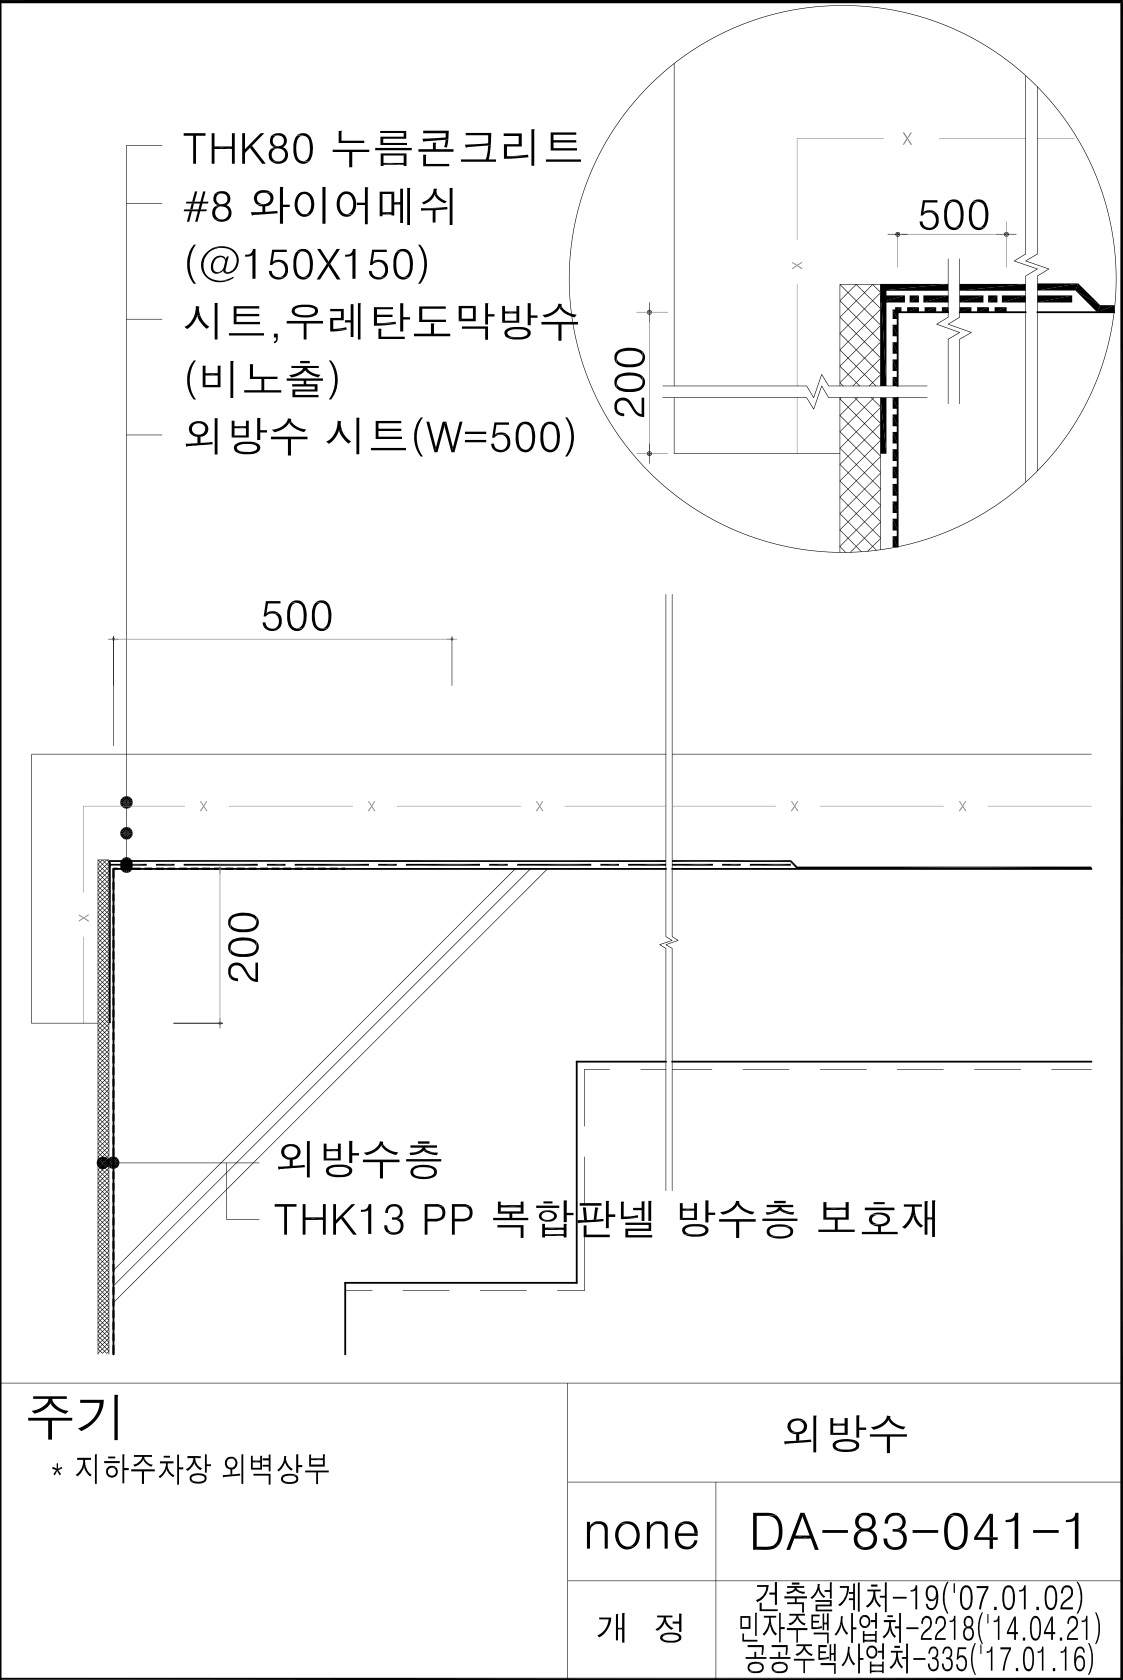 THK80 누름콘크리트
#8 와이어메쉬
(@150X150)
시트,우레탄도막방수
(비노출)
외방수 시트(W=500)
X
500
X
200
500
X
X
X
X
X
X
200
외방수층
THK13 PP 복합판넬 방수층 보호재
주기
* 지하주차장 외벽상부
외방수
none
DA-83-041-1
개 정
건축설계처-19('07.01.02)
민자주택사업처-2218('14.04.21)
공공주택사업처-335('17.01.16)